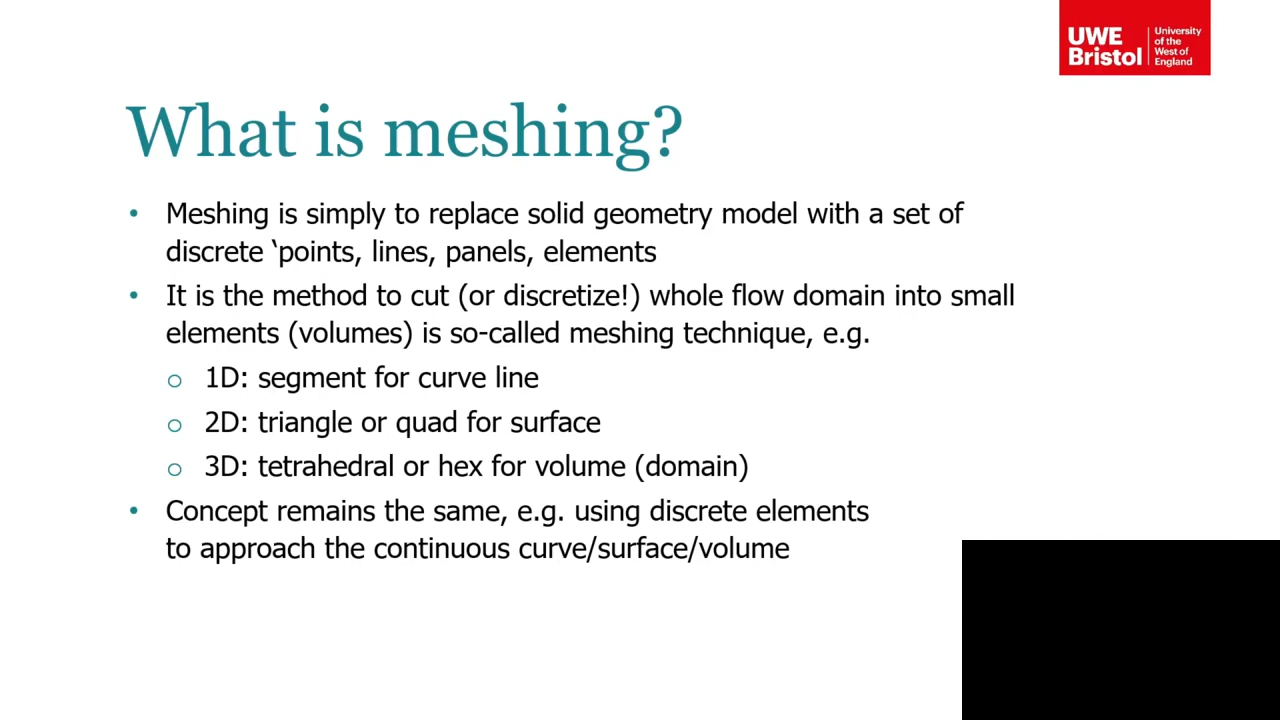 UWE
Bristol
University
of the
West of
England
What is meshing?
• Meshing is simply to replace solid geometry model with a set of
discrete ‘points, lines, panels, elements
• It is the method to cut (or discretize!) whole flow domain into small
elements (volumes) is so-called meshing technique, e.g.
o 1D: segment for curve line
o 2D: triangle or quad for surface
o 3D: tetrahedral or hex for volume (domain)
• Concept remains the same, e.g. using discrete elements
to approach the continuous curve/surface/volume